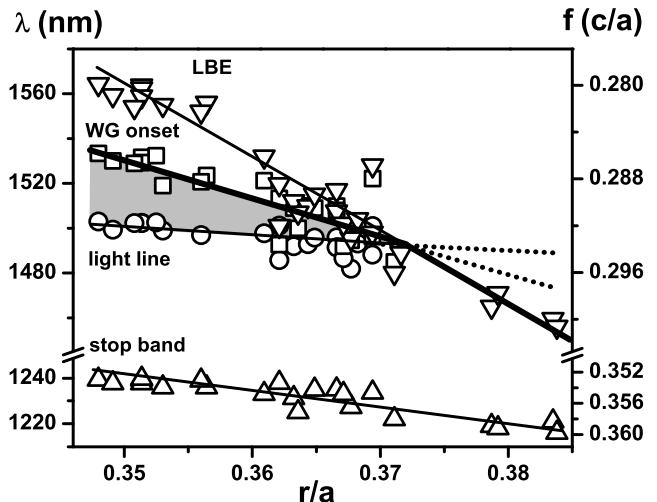 λ (nm)
f (c/a)
LBE
1560
0.280
WG onset
1520
0.288
light line
1480
0.296
stop band
1240
0.352
0.356
1220
0.360
0.35
0.36
0.37
0.38
r/a